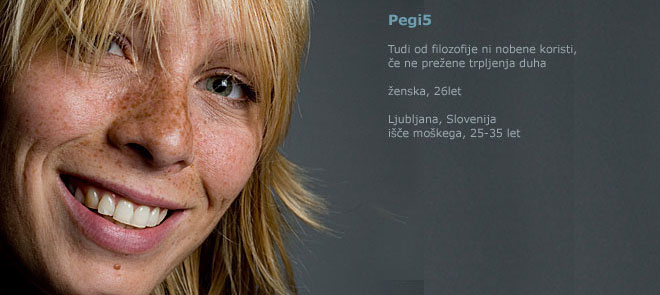 Pegi5
Tudi od filozofije ni nobene koristi,
če ne prežene trpljenja duha
ženska, 26let
Ljubljana, Slovenija
išče moškega, 25-35 let